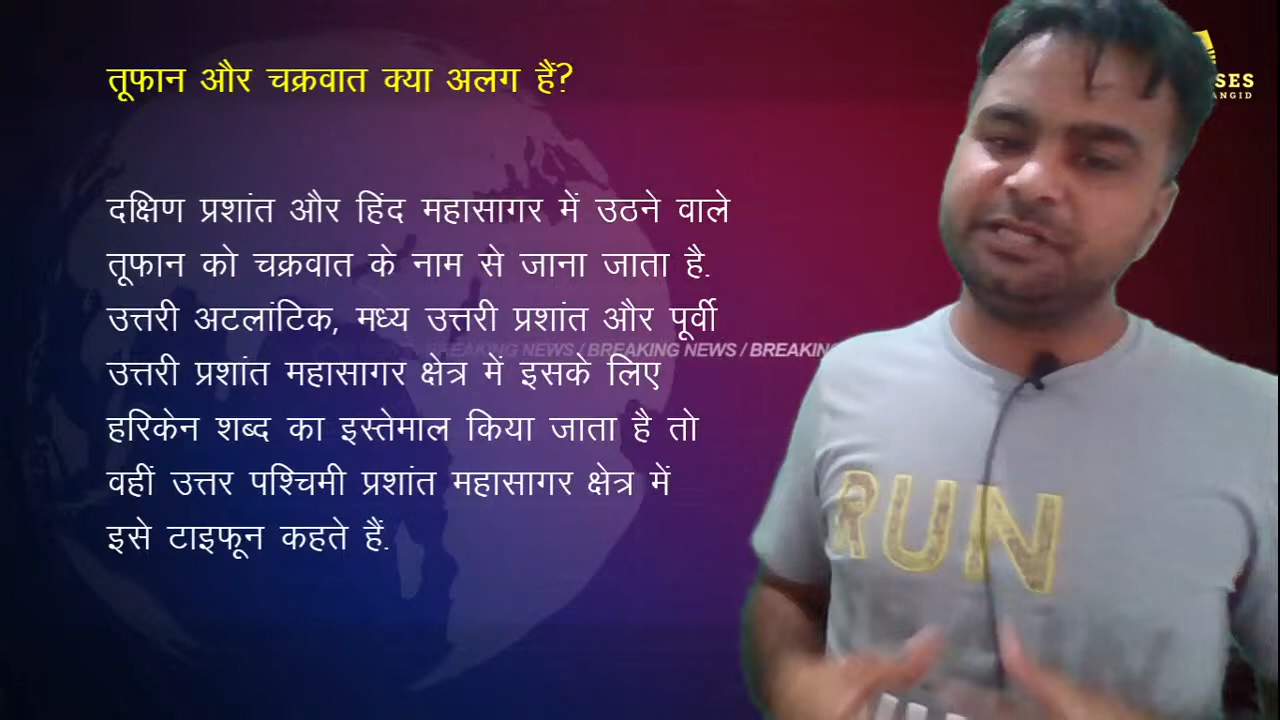 तूफान और चक्रवात क्या अलग हैं?
दक्षिण प्रशांत और हिंद महासागर में उठने वाले
तूफान को चक्रवात के नाम से जाना जाता है.
उत्तरी अटलांटिक, मध्य उत्तरी प्रशांत और पूर्वी
उत्तरी प्रशांत महासागर क्षेत्र में इसके लिए
हरिकेन शब्द का इस्तेमाल किया जाता है तो
वहीं उत्तर पश्चिमी प्रशांत महासागर क्षेत्र में
इसे टाइफून कहते हैं.
BREAKING NEWS / BREAKING NEWS / BREAKING
RUN